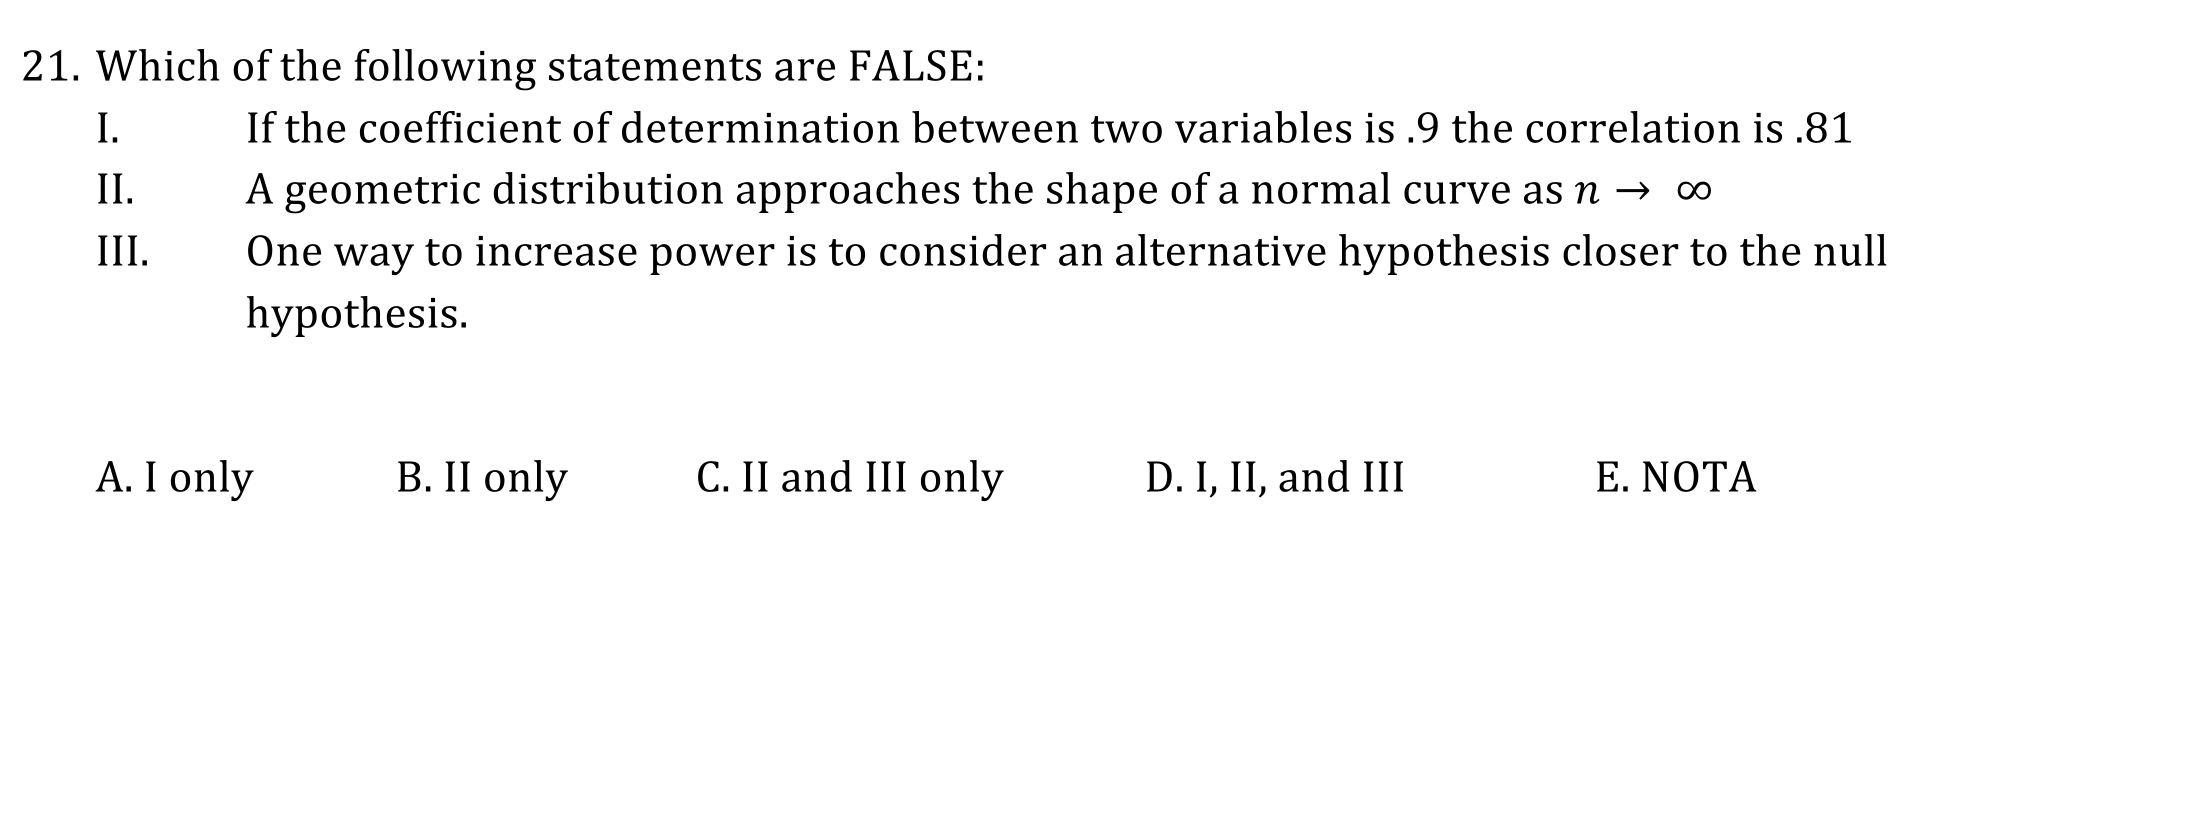 21. Which of the following statements are FALSE:
I. If the coefficient of determination between two variables is .9 the correlation is .81
II. A geometric distribution approaches the shape of a normal curve as n → ∞
III. One way to increase power is to consider an alternative hypothesis closer to the null
hypothesis.
A. I only B. II only C. II and III only D. I, II, and III E. NOTA